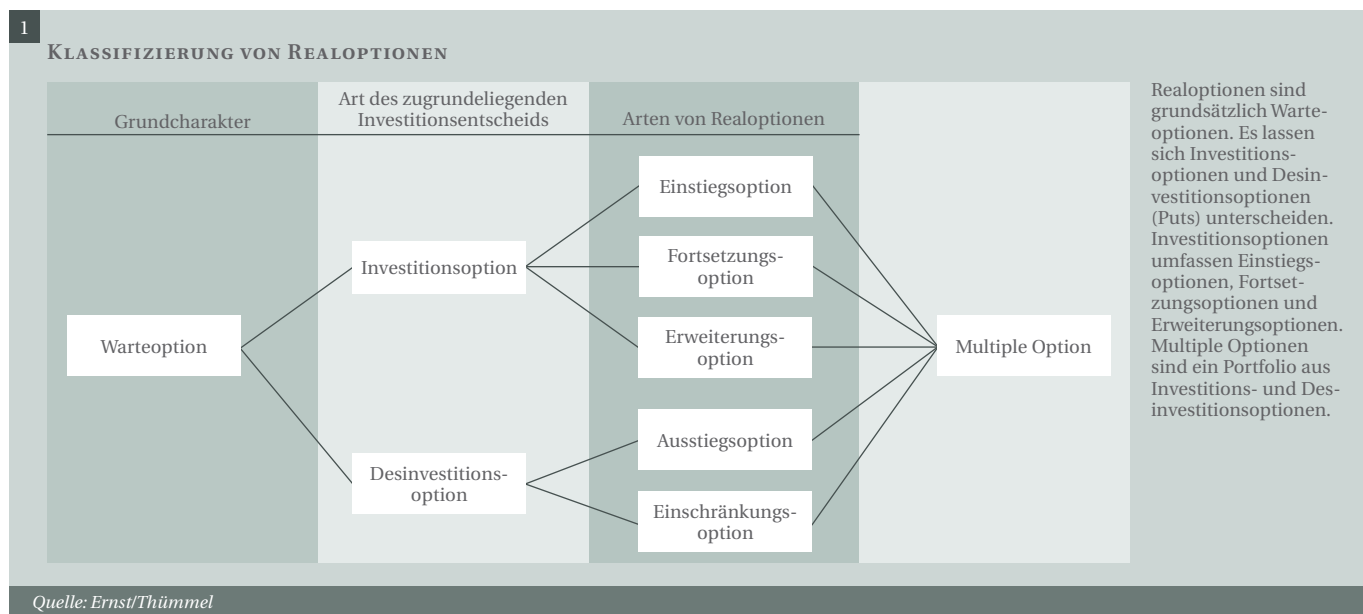 1
KLASSIFIZIERUNG VON REALOPTIONEN
Grundcharakter
Art des zugrundeliegenden
Investitionsentscheids
Arten von Realoptionen
Warteoption
Investitionsoption
Desinvestitions-
option
Einstiegsoption
Fortsetzungs-
option
Erweiterungs-
option
Ausstiegsoption
Einschränkungs-
option
Multiple Option
Realoptionen sind
grundsätzlich Warte-
optionen. Es lassen
sich Investitions-
optionen und Desin-
vestitionsoptionen
(Puts) unterscheiden.
Investitionsoptionen
umfassen Einstiegs-
optionen, Fortset-
zungsoptionen und
Erweiterungsoptionen.
Multiple Optionen
sind ein Portfolio aus
Investitions- und Des-
investitionsoptionen.
Quelle: Ernst/Thümmel